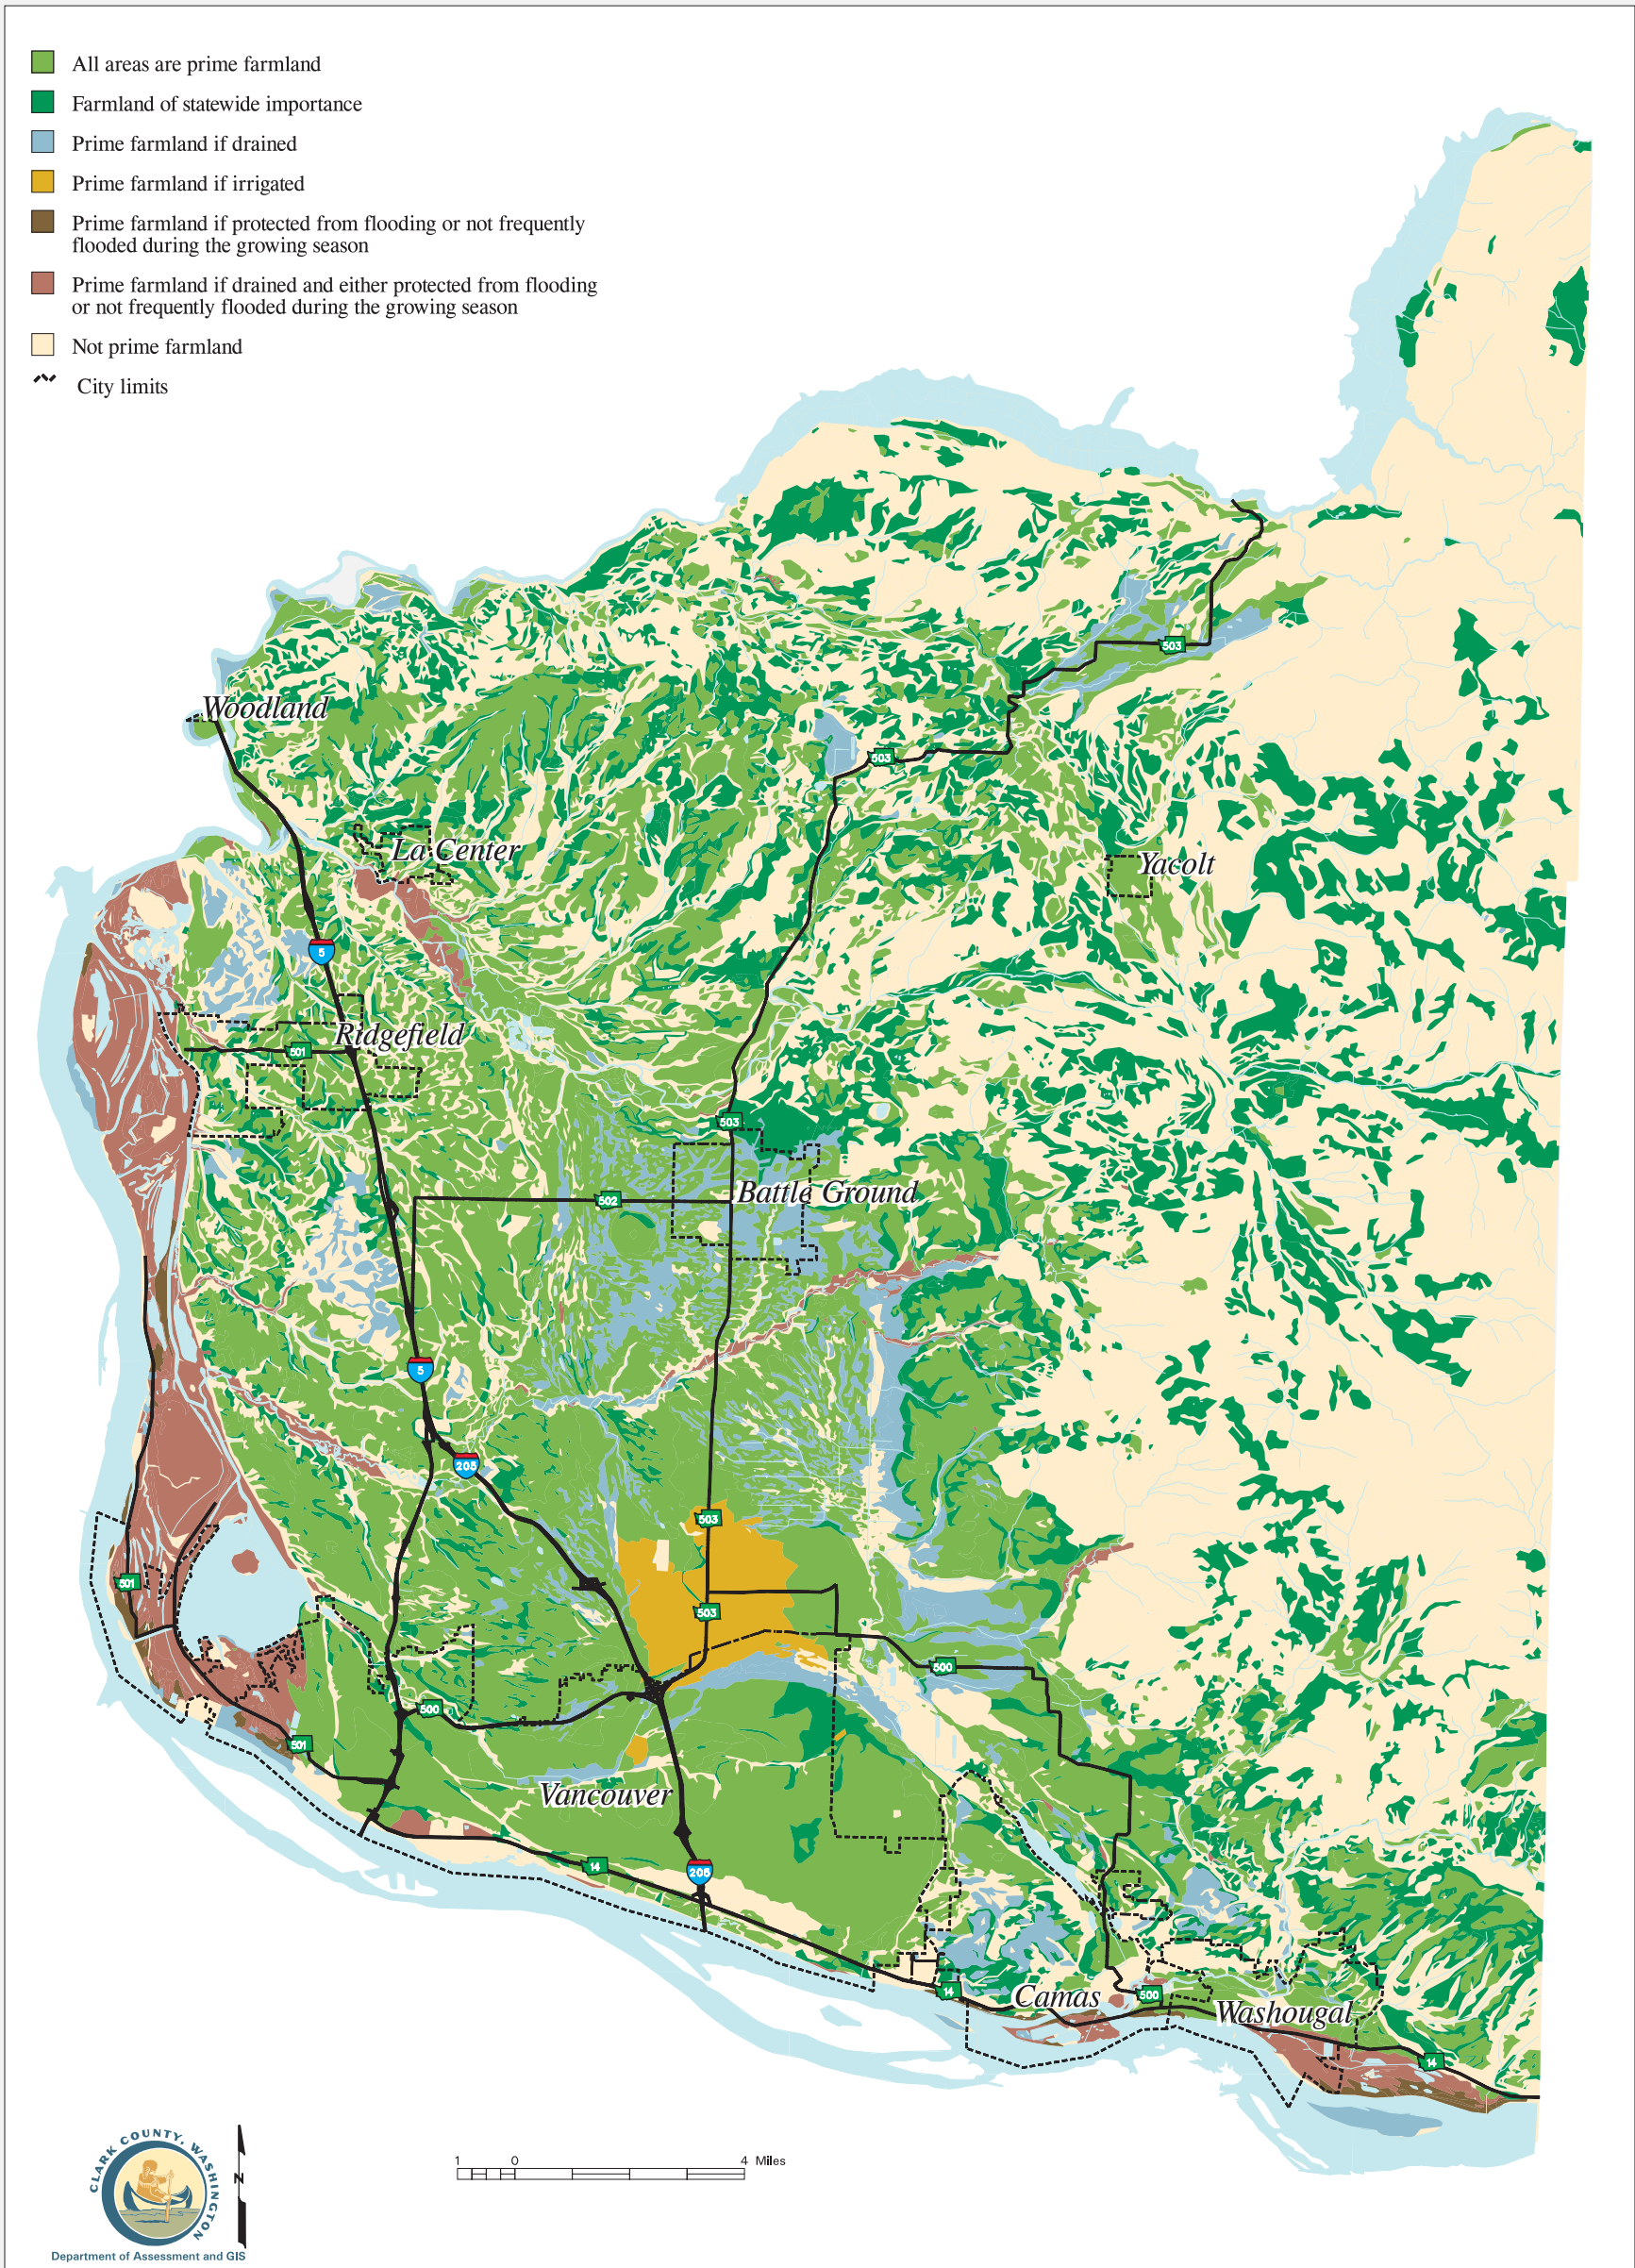 All areas are prime farmland
Farmland of statewide importance
Prime farmland if drained
Prime farmland if irrigated
Prime farmland if protected from flooding or not frequently
flooded during the growing season
Prime farmland if drained and either protected from flooding
or not frequently flooded during the growing season
Not prime farmland
City limits
503
Woodland
503
La Center
Yacolt
5
Ridgefield
501
503
Battle Ground
502
5
205
503
501
503
500
500
501
Vancouver
14
205
14
Camas
500
Washougal
14
CLARK COUNTY, WASHINGTON
N
1 0 4 Miles
Department of Assessment and GIS